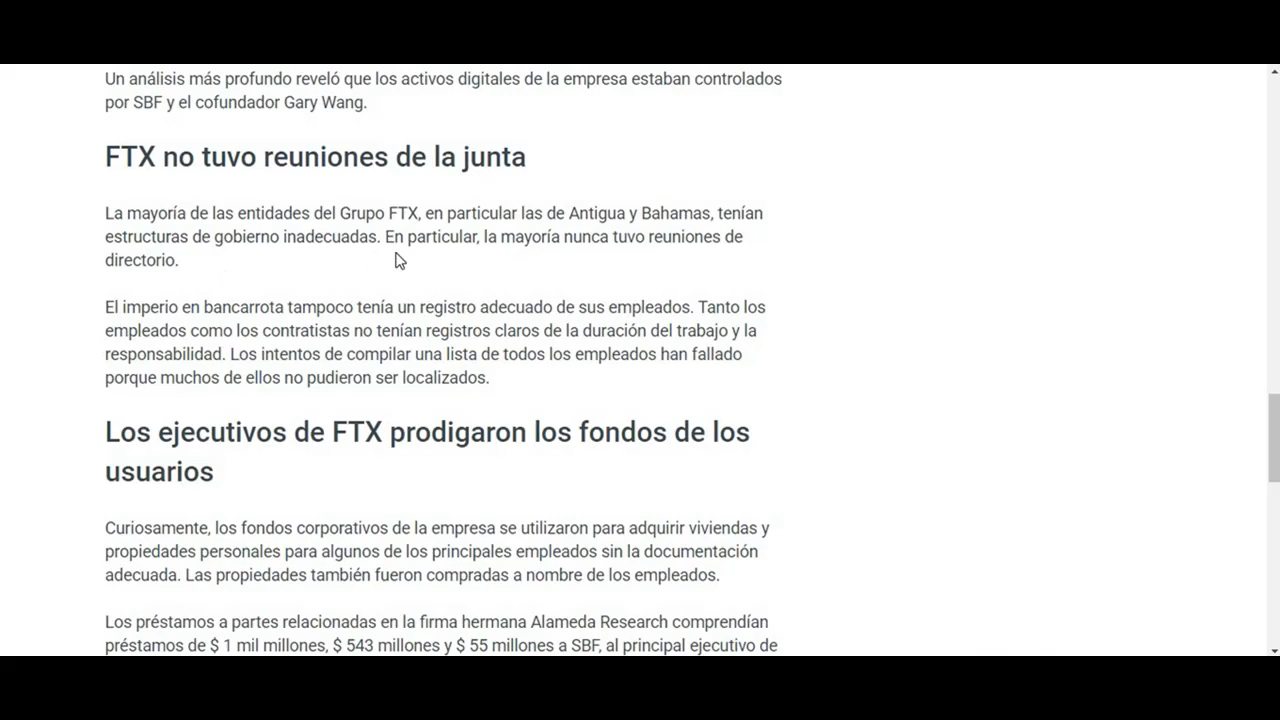 Un análisis más profundo reveló que los activos digitales de la empresa estaban controlados
por SBF y el cofundador Gary Wang.
FTX no tuvo reuniones de la junta
La mayoría de las entidades del Grupo FTX, en particular las de Antigua y Bahamas, tenían
estructuras de gobierno inadecuadas. En particular, la mayoría nunca tuvo reuniones de
directorio.
El imperio en bancarrota tampoco tenía un registro adecuado de sus empleados. Tanto los
empleados como los contratistas no tenían registros claros de la duración del trabajo y la
responsabilidad. Los intentos de compilar una lista de todos los empleados han fallado
porque muchos de ellos no pudieron ser localizados.
Los ejecutivos de FTX prodigaron los fondos de los
usuarios
Curiosamente, los fondos corporativos de la empresa se utilizaron para adquirir viviendas y
propiedades personales para algunos de los principales empleados sin la documentación
adecuada. Las propiedades también fueron compradas a nombre de los empleados.
Los préstamos a partes relacionadas en la firma hermana Alameda Research comprendían
préstamos de $ 1 mil millones, $ 543 millones y $ 55 millones a SBF, al principal ejecutivo de